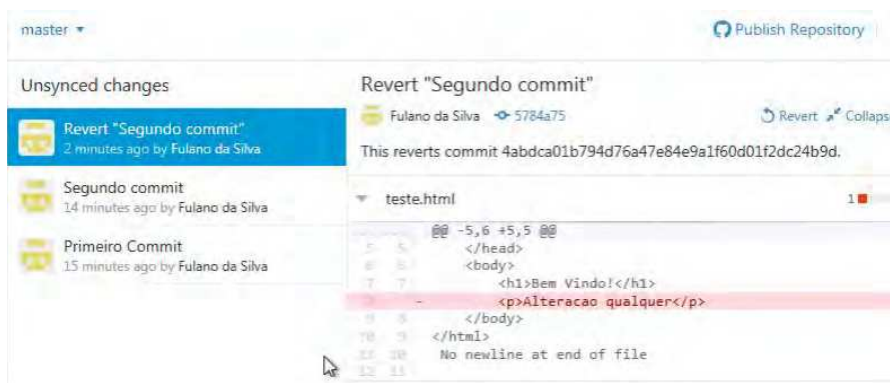 master
Publish Repository
Unsynced changes
Revert "Segundo commit"
2 minutes ago by Fulano da Silva
Segundo commit
14 minutes ago by Fulano da Silva
Primeiro Commit
15 minutes ago by Fulano da Silva
Revert "Segundo commit"
Fulano da Silva 5784a75 Revert Collaps
This reverts commit 4abdca01b794d76a47e84e9a1f60d01f2dc24b9d.
teste.html 1
@@ -5,6 +5,5 @@
5 5 </head>
6 6 <body>
7 7 <h1>Bem Vindo!</h1>
- <p>Alteracao qualquer</p>
</body>
10 9 </html>
11 10 No newline at end of file
12 11